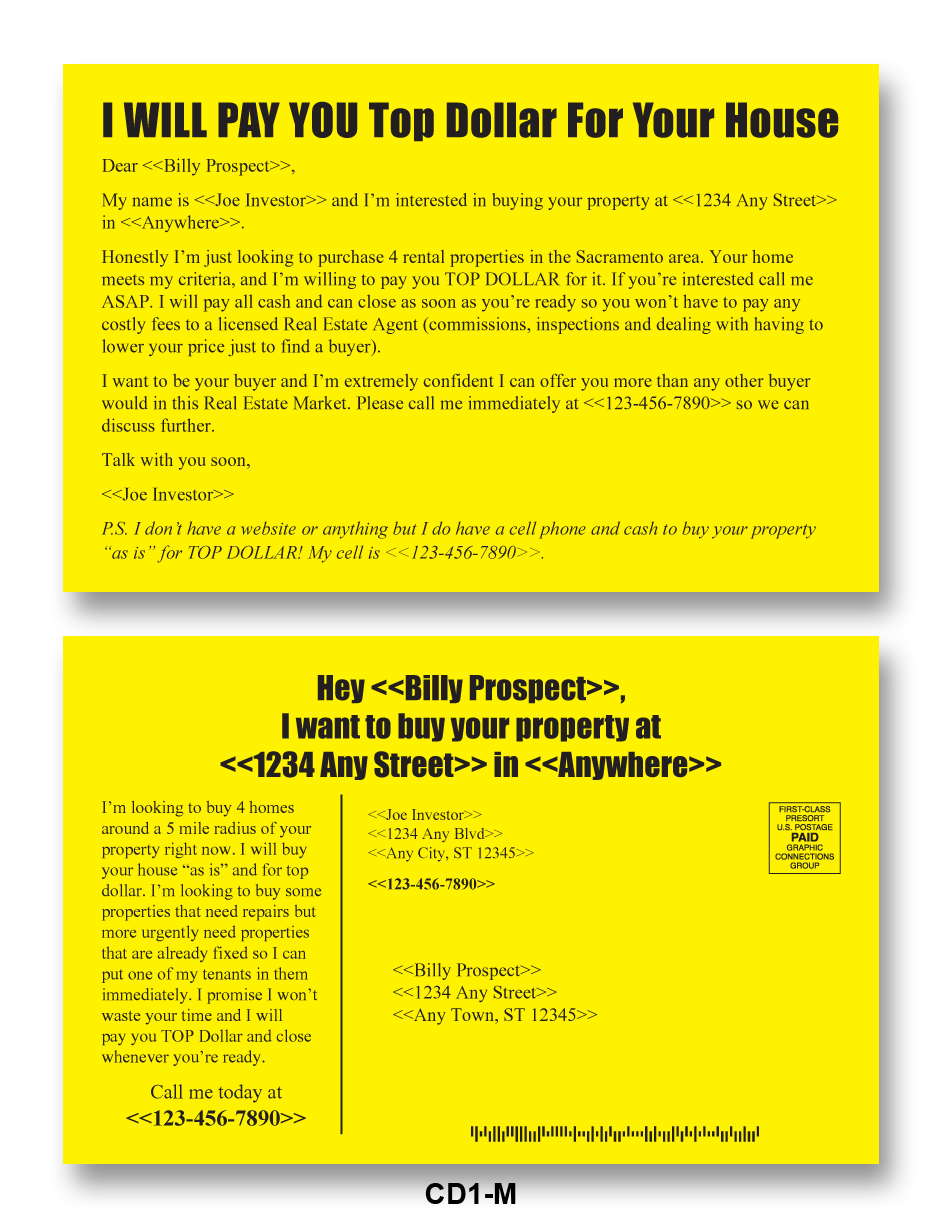 I WILL PAY YOU Top Dollar For Your House
Dear <<Billy Prospect>>,
My name is <<Joe Investor>> and I'm interested in buying your property at <<1234 Any Street>>
in <<Anywhere>>.
Honestly I'm just looking to purchase 4 rental properties in the Sacramento area. Your home
meets my criteria, and I'm willing to pay you TOP DOLLAR for it. If you're interested call me
ASAP. I will pay all cash and can close as soon as you're ready so you won't have to pay any
costly fees to a licensed Real Estate Agent (commissions, inspections and dealing with having to
lower your price just to find a buyer).
I want to be your buyer and I'm extremely confident I can offer you more than any other buyer
would in this Real Estate Market. Please call me immediately at <<123-456-7890>> so we can
discuss further.
Talk with you soon,
<<Joe Investor>>
P.S. I don't have a website or anything but I do have a cell phone and cash to buy your property
“as is” for TOP DOLLAR! My cell is <<123-456-7890>>.
Hey <<Billy Prospect>>,
I want to buy your property at
<<1234 Any Street>> in <<Anywhere>>
I'm looking to buy 4 homes
around a 5 mile radius of your
property right now. I will buy
your house “as is” and for top
dollar. I'm looking to buy some
properties that need repairs but
more urgently need properties
that are already fixed so I can
put one of my tenants in them
immediately. I promise I won't
waste your time and I will
pay you TOP Dollar and close
whenever you're ready.
Call me today at
<<123-456-7890>>
<<Joe Investor>>
<<1234 Any Blvd>>
<<Any City, ST 12345>>
<<123-456-7890>>
FIRST-CLASS
PRESORT
U.S. POSTAGE
PAID
GRAPHIC
CONNECTIONS
GROUP
<<Billy Prospect>>
<<1234 Any Street>>
<<Any Town, ST 12345>>
CD1-M